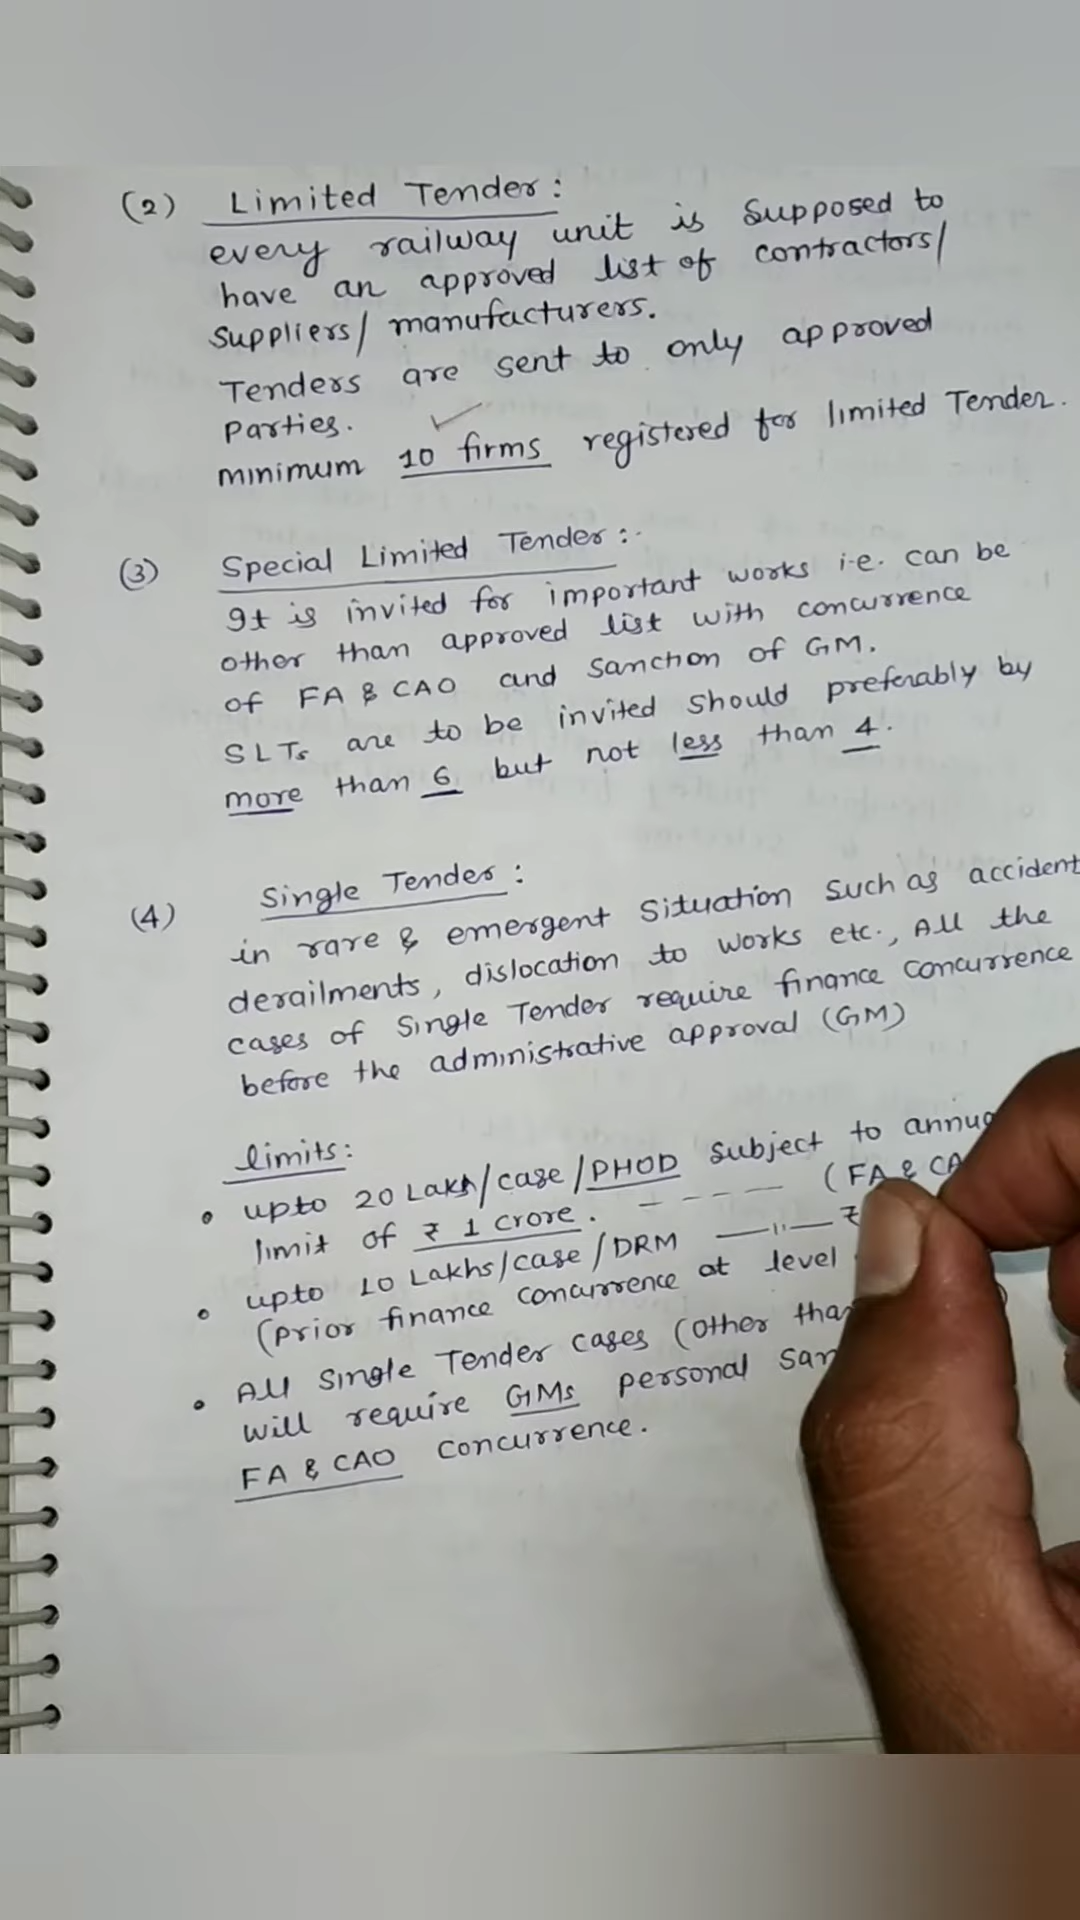 (2) Limited Tender:
every railway unit is supposed to
have an approved list of contractors/
suppliers/ manufacturers.
Tenders are sent to only approved
Parties.
minimum 10 firms registered for limited Tender.
(3) Special Limited Tender:-
It is invited for important works i.e. can be
other than approved list with concurrence
of FA & CAO and sanction of GM.
SLTs are to be invited should preferably by
more than 6 but not less than 4.
(4) Single Tender:
in rare & emergent situation such as accident
derailments, dislocation to works etc., All the
cases of single Tender require finance concurrence
before the administrative approval (GM)
limits:
• upto 20 Lakh/case/PHOD subject to
limit of ₹ 1 crore. (FA &
• upto 10 Lakhs/case/DRM —〃— ₹
(prior finance concurrence at level
• All single Tender cases (other
will require GMs personal
FA & CAO concurrence.